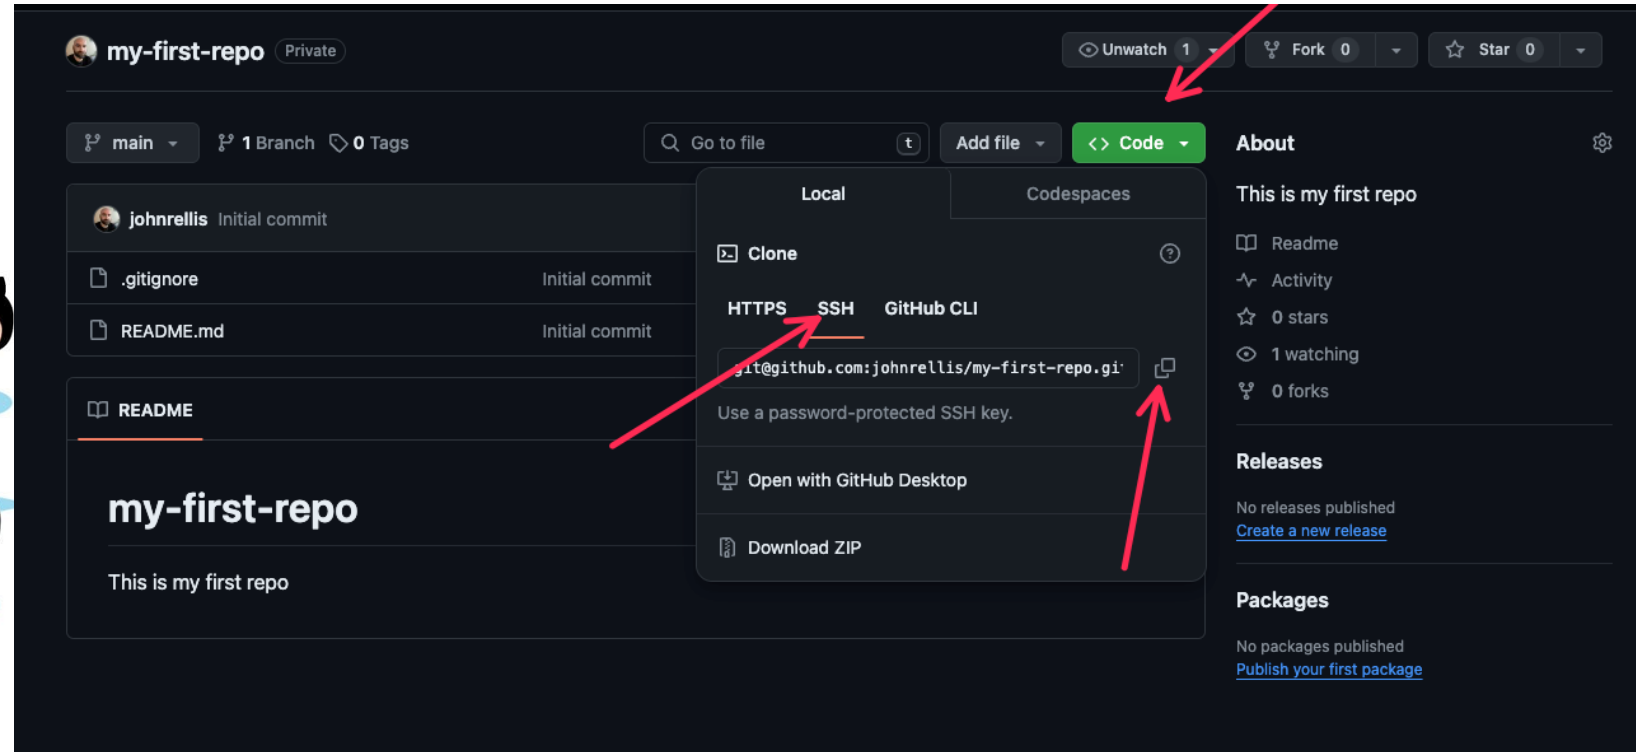 my-first-repo Private
Unwatch 1
Fork 0
Star 0
main
1 Branch
0 Tags
Go to file t
Add file
<> Code
johnrellis Initial commit
.gitignore Initial commit
README.md Initial commit
README
my-first-repo
This is my first repo
Local Codespaces
Clone
HTTPS SSH GitHub CLI
git@github.com:johnrellis/my-first-repo.gi
Use a password-protected SSH key.
Open with GitHub Desktop
Download ZIP
About
This is my first repo
Readme
Activity
0 stars
1 watching
0 forks
Releases
No releases published
Create a new release
Packages
No packages published
Publish your first package